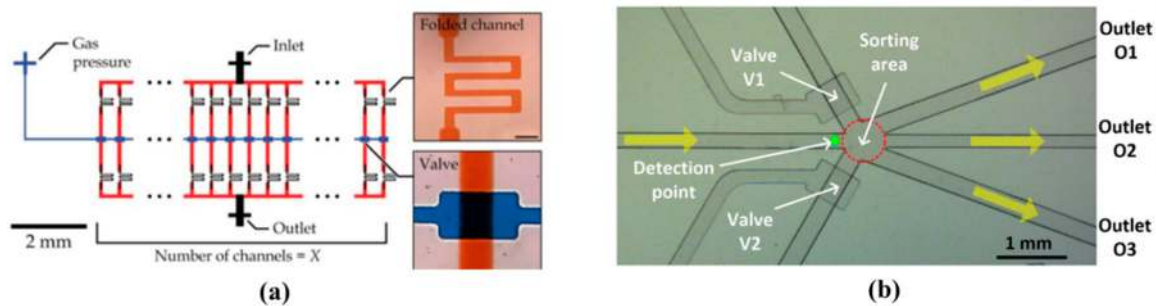 (a)
Gas
pressure
Inlet
Folded channel
Valve
2 mm
Outlet
Number of channels = X
(b)
Valve
V1
Sorting
area
Outlet
O1
Outlet
O2
Detection
point
Valve
V2
Outlet
O3
1 mm